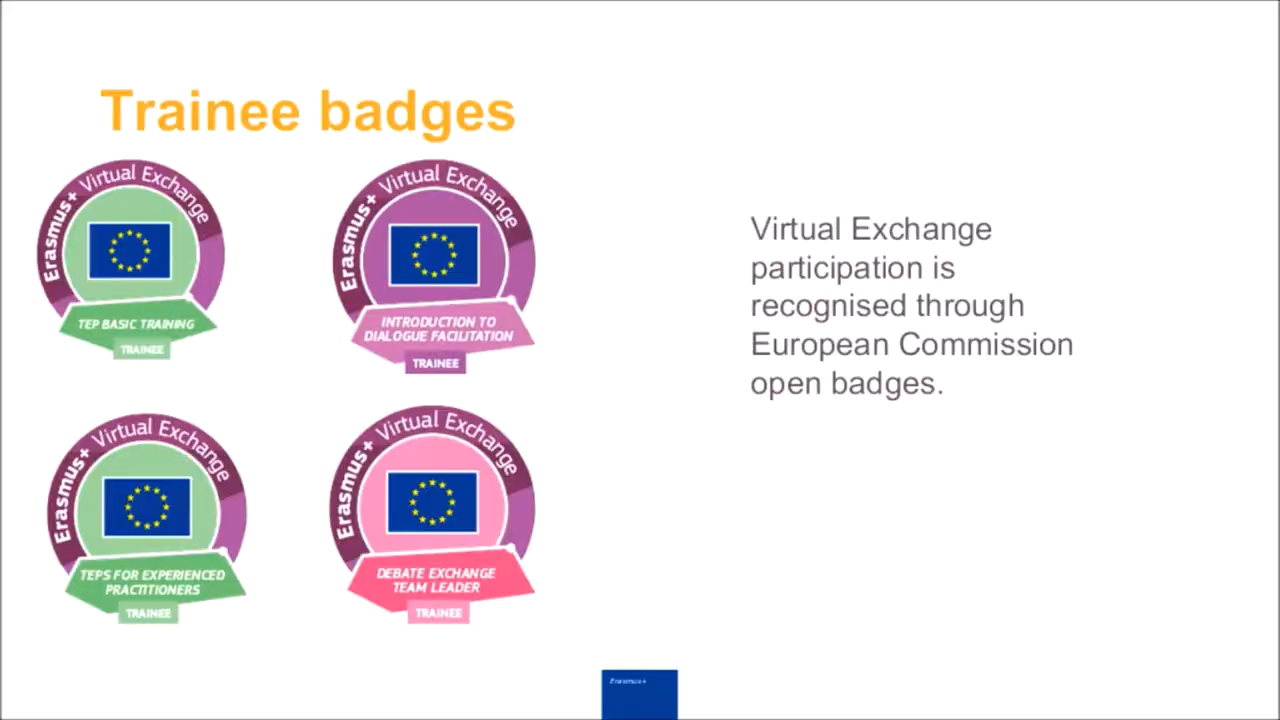 Trainee badges
Erasmus+ Virtual Exchange
TEP BASIC TRAINING
TRAINEE
Erasmus+ Virtual Exchange
INTRODUCTION TO
DIALOGUE FACILITATION
TRAINEE
Erasmus+ Virtual Exchange
TEPS FOR EXPERIENCED
PRACTITIONERS
TRAINEE
Erasmus+ Virtual Exchange
DEBATE EXCHANGE
TEAM LEADER
TRAINEE
Virtual Exchange
participation is
recognised through
European Commission
open badges.
Erasmus+